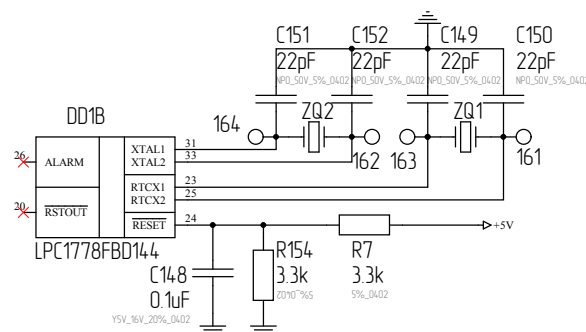 C151 C152 C149 C150
22pF 22pF 22pF 22pF
NP0_50V_5%_0402 NP0_50V_5%_0402 NP0_50V_5%_0402 NP0_50V_5%_0402
DD1B
164 ZQ2 162 163 ZQ1 161
26 ALARM XTAL1 31
XTAL2 33
RTCX1 23
20 RSTOUT RTCX2 25
RESET 24
+5V
LPC1778FBD144
C148 R154 R7
0.1uF 3.3k 3.3k
Y5V_16V_20%_0402 5%_0402 5%_0402